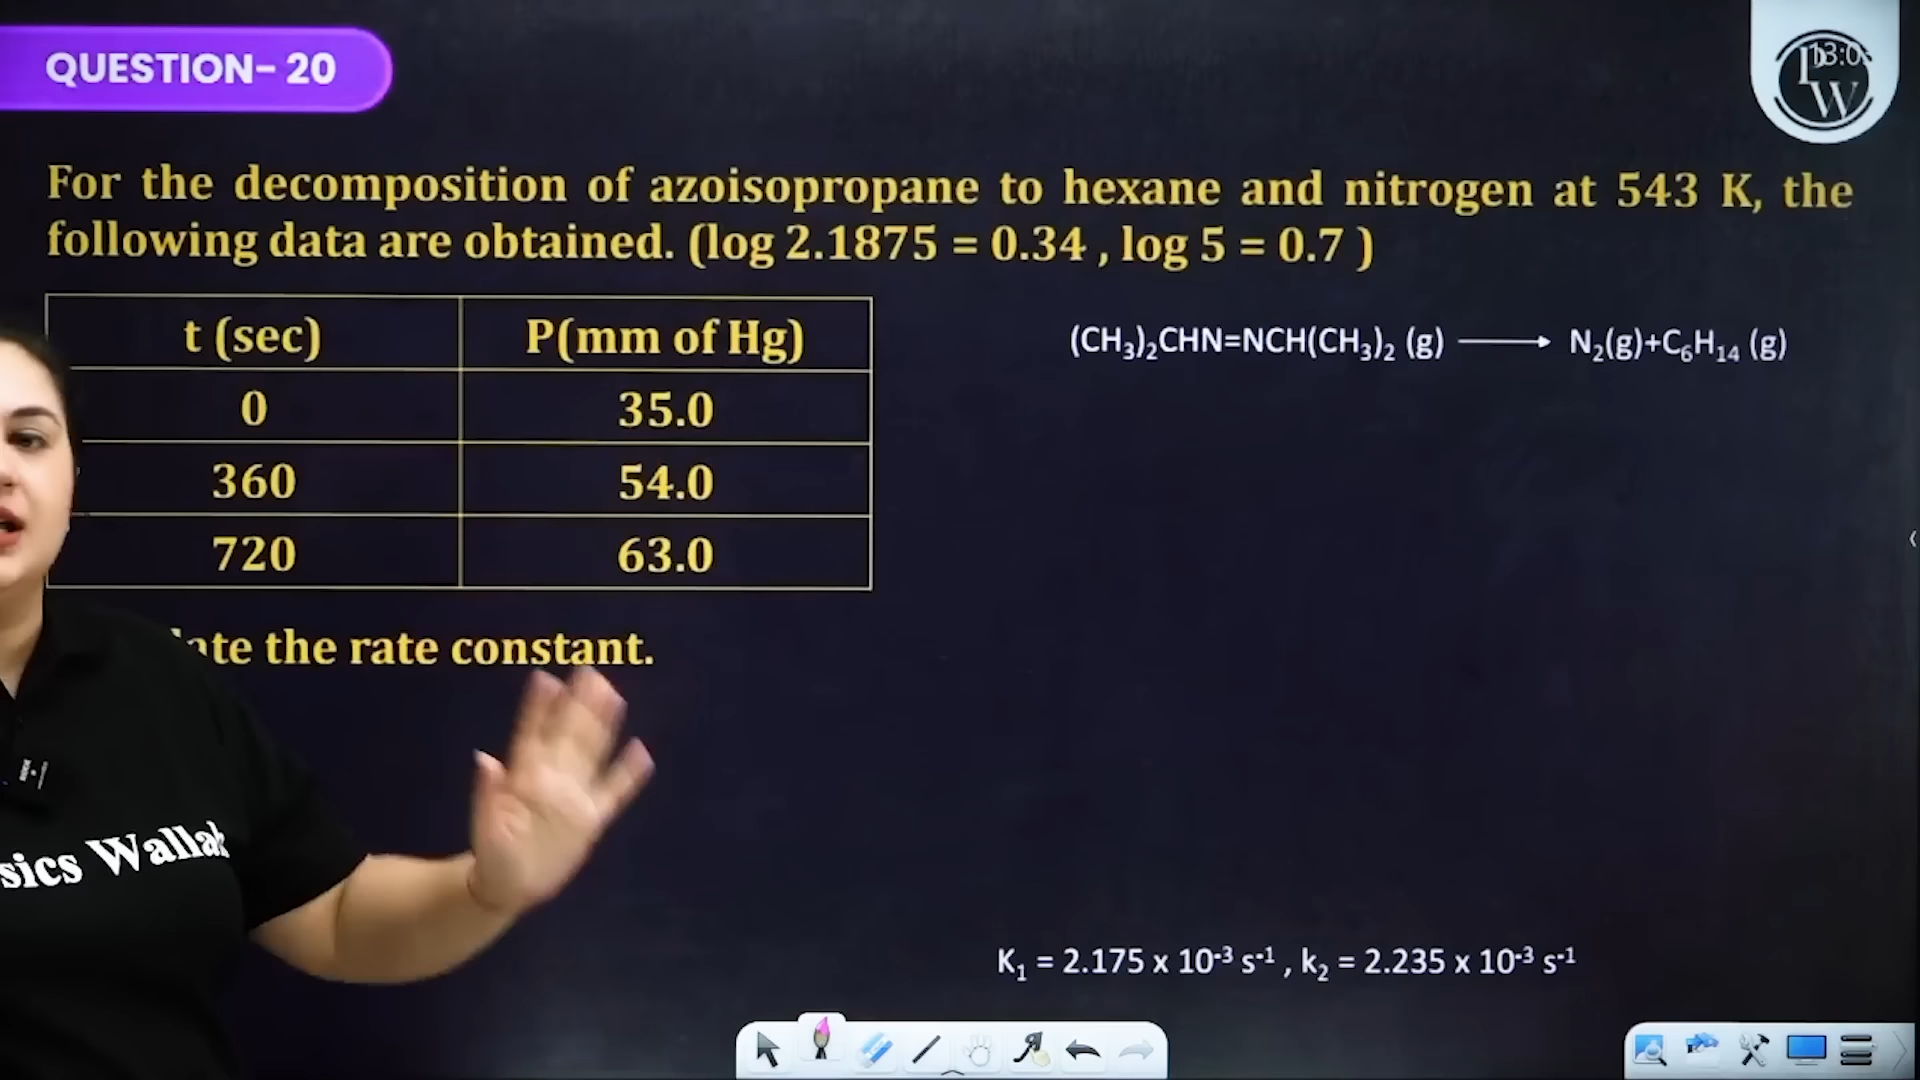 QUESTION- 20
13:0
PW
For the decomposition of azoisopropane to hexane and nitrogen at 543 K, the
following data are obtained. (log 2.1875 = 0.34 , log 5 = 0.7 )
t (sec) P(mm of Hg)
0 35.0
360 54.0
720 63.0
(CH₃)₂CHN=NCH(CH₃)₂ (g) ⟶ N₂(g)+C₆H₁₄ (g)
the rate constant.
sics Wallah
K₁ = 2.175 x 10⁻³ s⁻¹ , k₂ = 2.235 x 10⁻³ s⁻¹